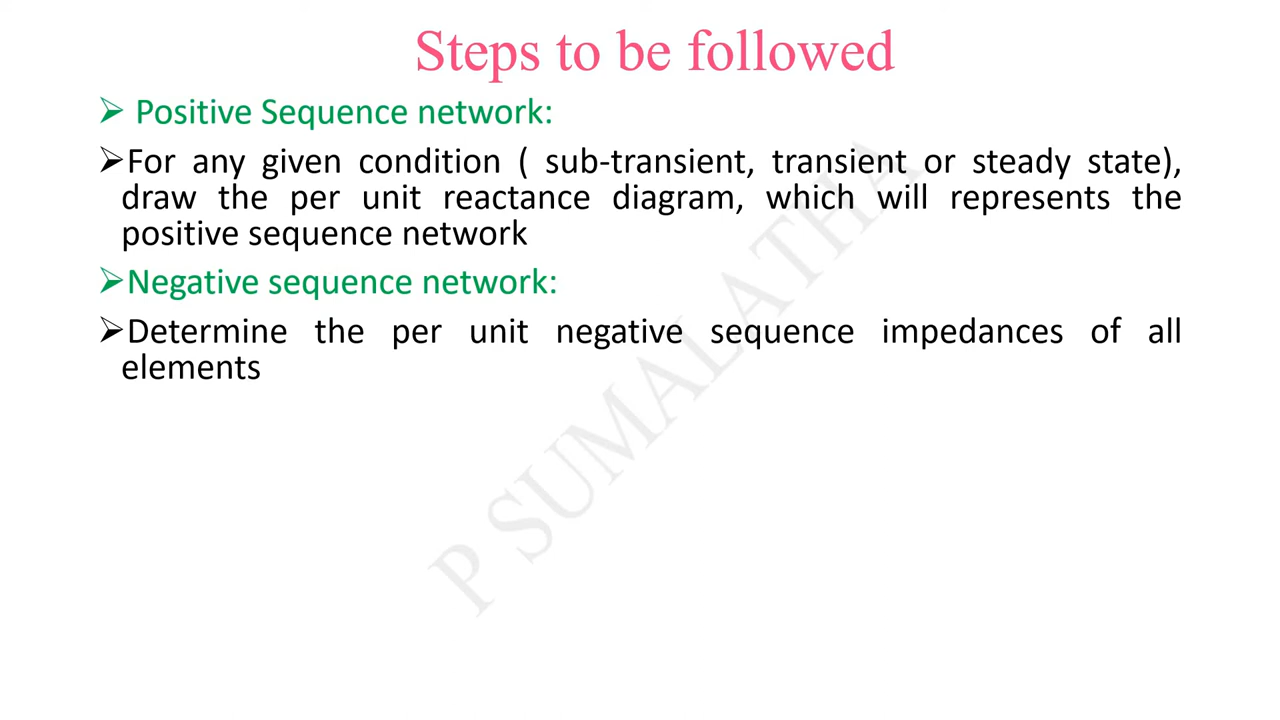 Steps to be followed
➢ Positive Sequence network:
➢For any given condition ( sub-transient, transient or steady state),
draw the per unit reactance diagram, which will represents the
positive sequence network
➢Negative sequence network:
➢Determine the per unit negative sequence impedances of all
elements
P SUMALATHA